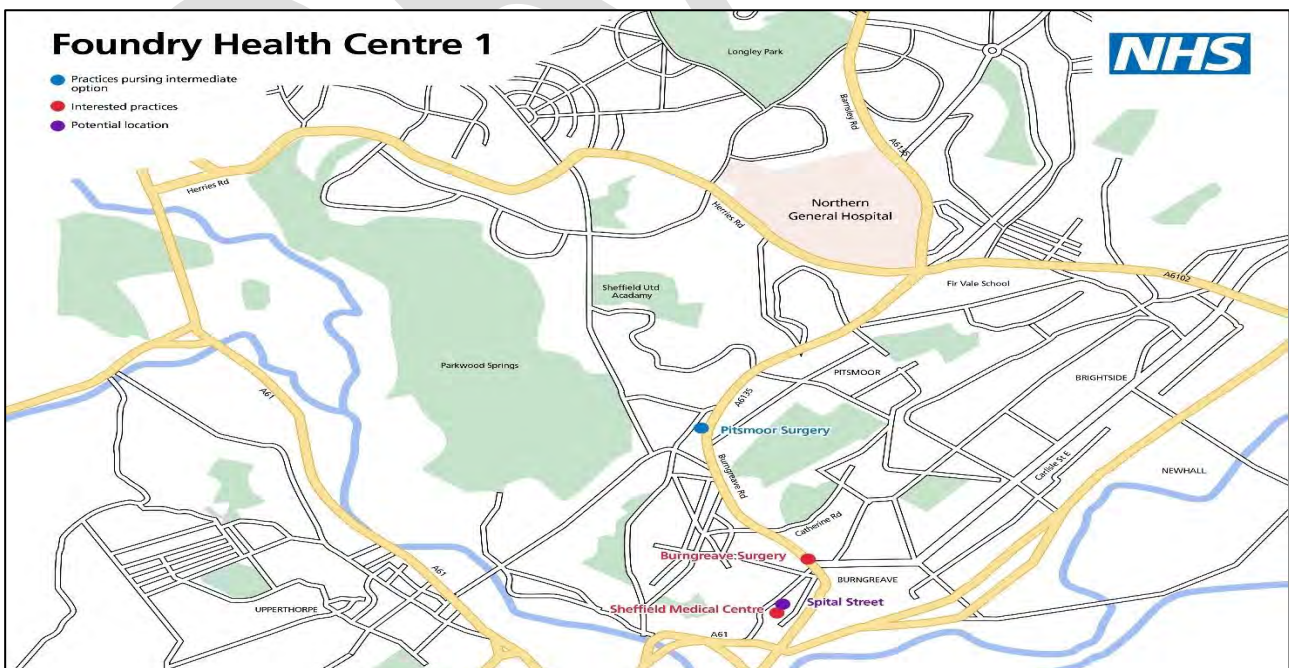 Foundry Health Centre 1
NHS
Practices pursing intermediate
option
Interested practices
Potential location
Longley Park
Barnsley Rd
A6135
Herries Rd
Herries Rd
Northern
General Hospital
A6102
Fir Vale School
Sheffield Utd
Acadamy
Parkwood Springs
PITSMOOR
BRIGHTSIDE
A61
A6135
Pitsmoor Surgery
Burngreave Rd
Carlisle St E
NEWHALL
Catherine Rd
Burngreave Surgery
BURNGREAVE
A61
UPPERTHORPE
Spital Street
Sheffield Medical Centre
A61